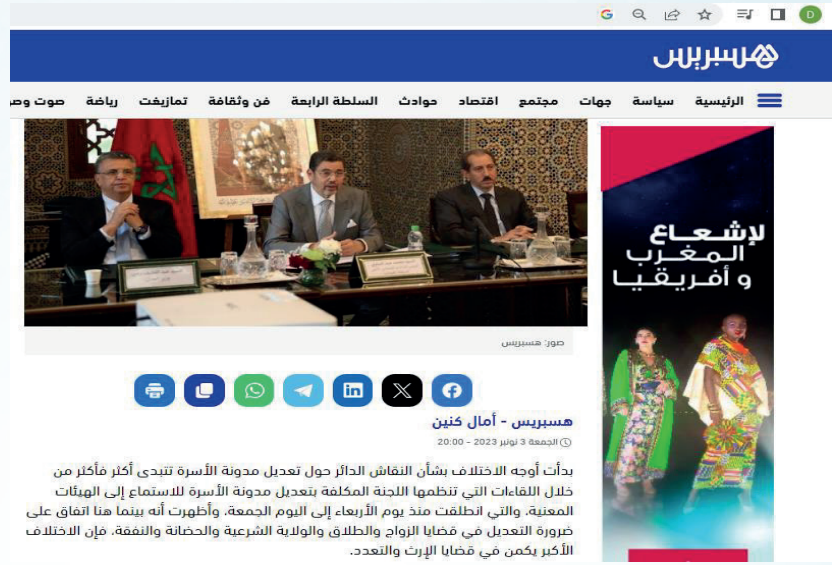 D
هسبريس
الرئيسية سياسة جهات مجتمع اقتصاد حوادث السلطة الرابعة فن وثقافة تمازيغت رياضة صوت وصو
لإشعاع
المغرب
و أفريقيا
صور: هسبريس
هسبريس - أمال كنين
الجمعة 3 نونبر 2023 - 20:00
بدأت أوجه الاختلاف بشأن النقاش الدائر حول تعديل مدونة الأسرة تتبدى أكثر فأكثر من
خلال اللقاءات التي تنظمها اللجنة المكلفة بتعديل مدونة الأسرة للاستماع إلى الهيئات
المعنية، والتي انطلقت منذ يوم الأربعاء إلى اليوم الجمعة، وأظهرت أنه بينما هنا اتفاق على
ضرورة التعديل في قضايا الزواج والطلاق والولاية الشرعية والحضانة والنفقة، فإن الاختلاف
الأكبر يكمن في قضايا الإرث والتعدد.